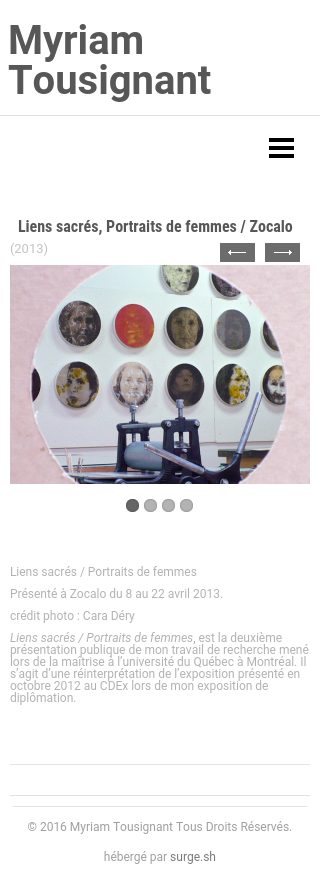 Myriam
Tousignant
Liens sacrés, Portraits de femmes / Zocalo
(2013)
Liens sacrés / Portraits de femmes
Présenté à Zocalo du 8 au 22 avril 2013.
crédit photo : Cara Déry
Liens sacrés / Portraits de femmes, est la deuxième
présentation publique de mon travail de recherche mené
lors de la maîtrise à l’université du Québec à Montréal. Il
s’agit d’une réinterprétation de l’exposition présenté en
octobre 2012 au CDEx lors de mon exposition de
diplômation.
© 2016 Myriam Tousignant Tous Droits Réservés.
hébergé par surge.sh